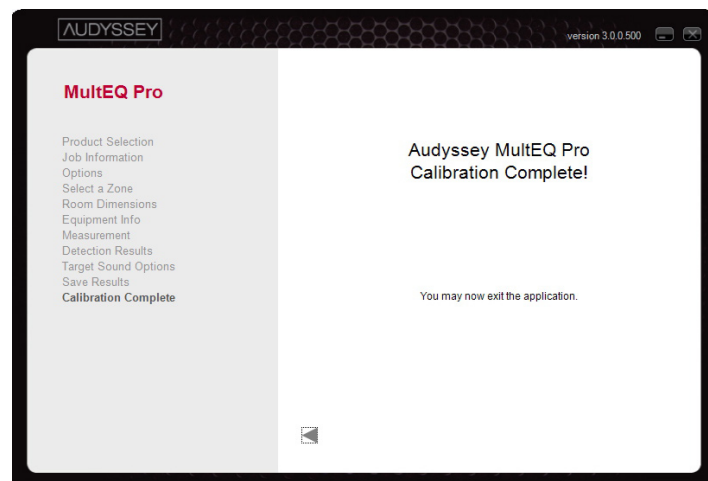 AUDYSSEY
version 3.0.0.500
MultEQ Pro
Product Selection
Job Information
Options
Select a Zone
Room Dimensions
Equipment Info
Measurement
Detection Results
Target Sound Options
Save Results
Calibration Complete
Audyssey MultEQ Pro
Calibration Complete!
You may now exit the application.